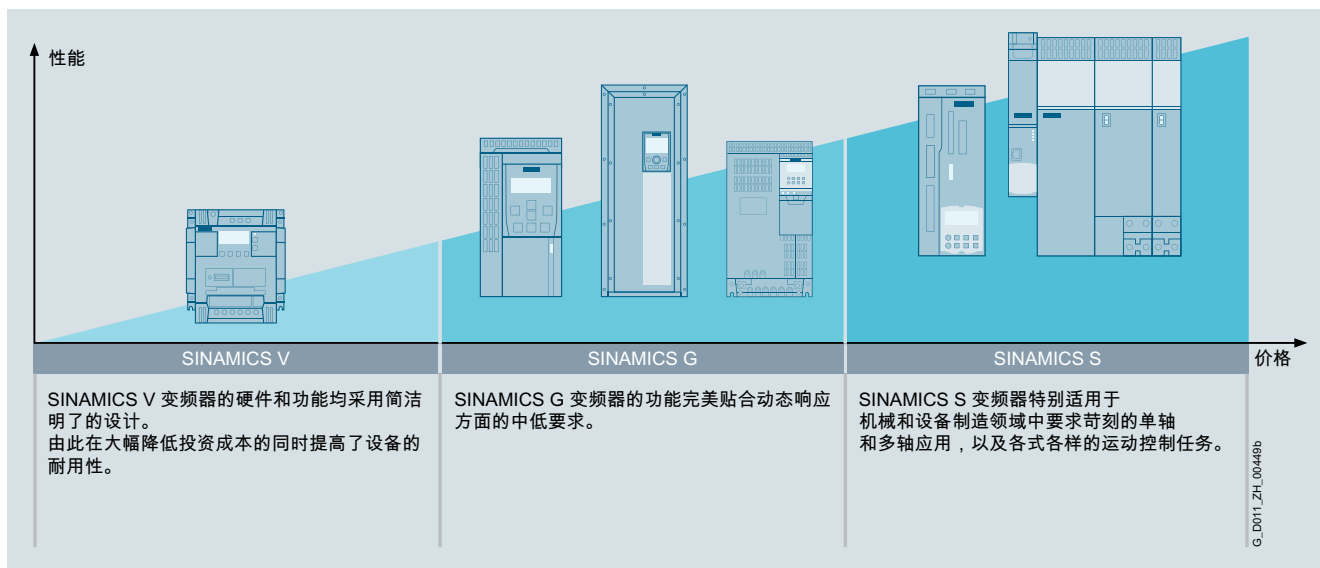 性能
SINAMICS V
SINAMICS G
SINAMICS S
价格
SINAMICS V 变频器的硬件和功能均采用简洁
明了的设计。
由此在大幅降低投资成本的同时提高了设备的
耐用性。
SINAMICS G 变频器的功能完美贴合动态响应
方面的中低要求。
SINAMICS S 变频器特别适用于
机械和设备制造领域中要求苛刻的单轴
和多轴应用，以及各式各样的运动控制任务。
G_D011_ZH_00449b